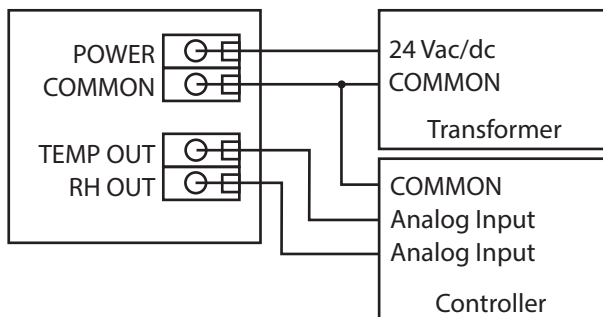 POWER
COMMON
TEMP OUT
RH OUT
24 Vac/dc
COMMON
Transformer
COMMON
Analog Input
Analog Input
Controller